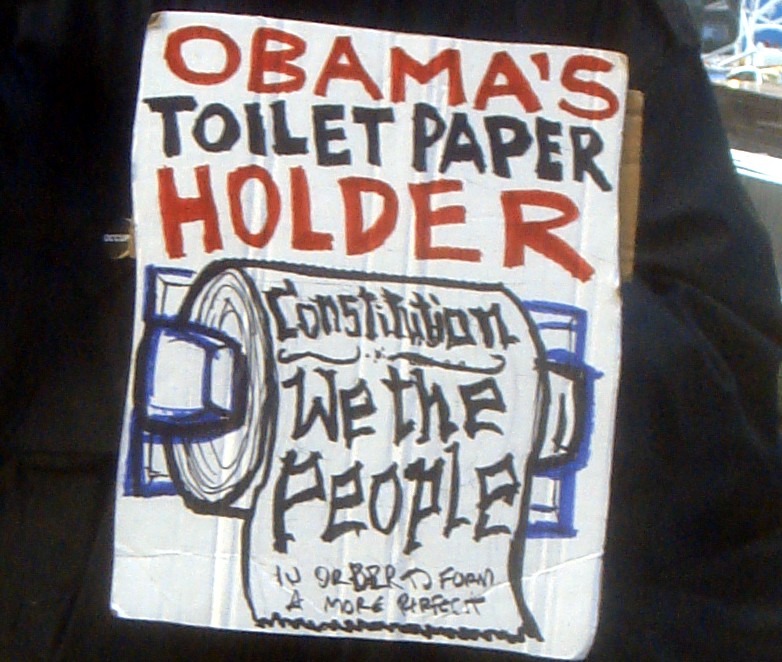 OBAMA'S
TOILET PAPER
HOLDER
Constitution
We the
People
IN ORDER TO FORM
A MORE PERFECT